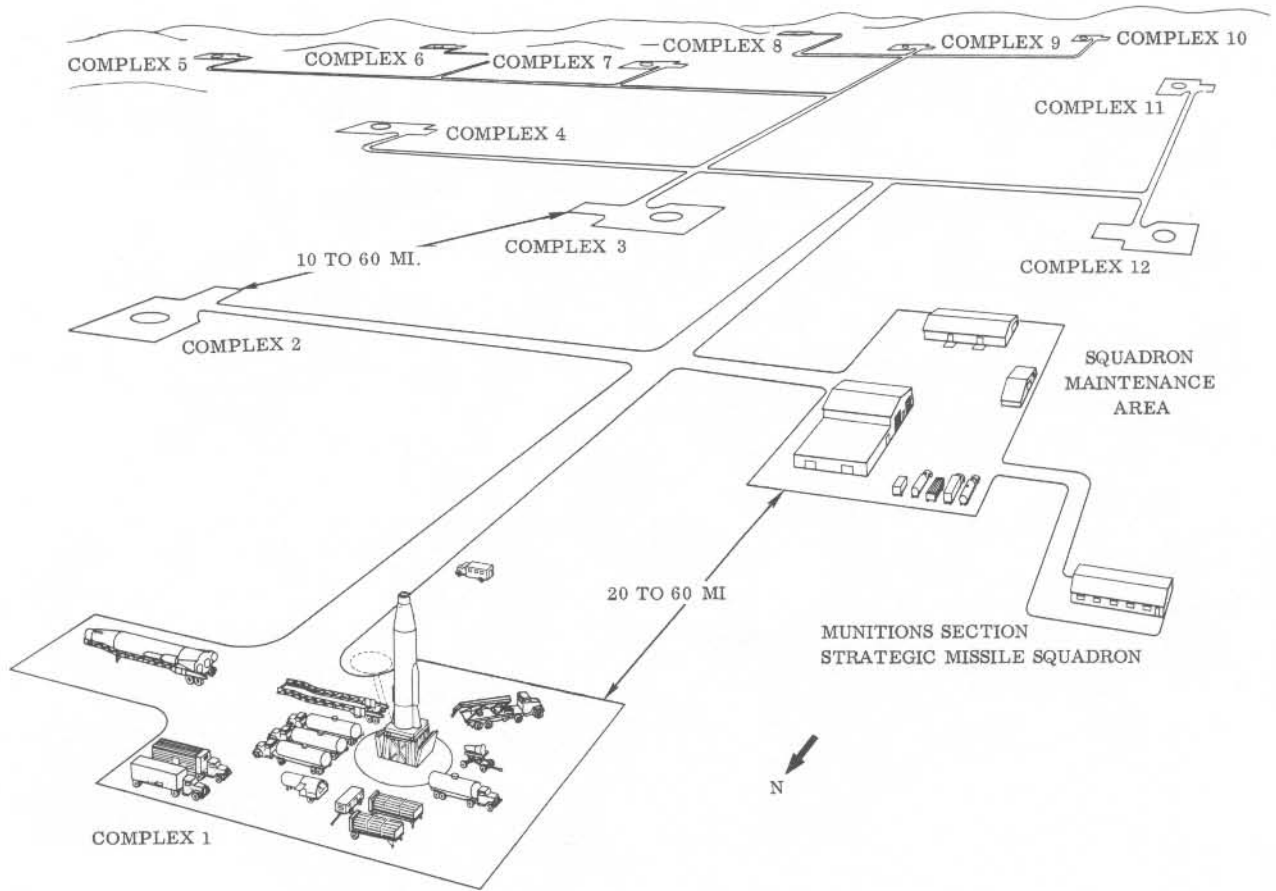 COMPLEX 5
COMPLEX 6
COMPLEX 7
COMPLEX 8
COMPLEX 9
COMPLEX 10
COMPLEX 11
COMPLEX 4
COMPLEX 3
COMPLEX 12
10 TO 60 MI.
COMPLEX 2
SQUADRON
MAINTENANCE
AREA
20 TO 60 MI
MUNITIONS SECTION
STRATEGIC MISSILE SQUADRON
N
COMPLEX 1